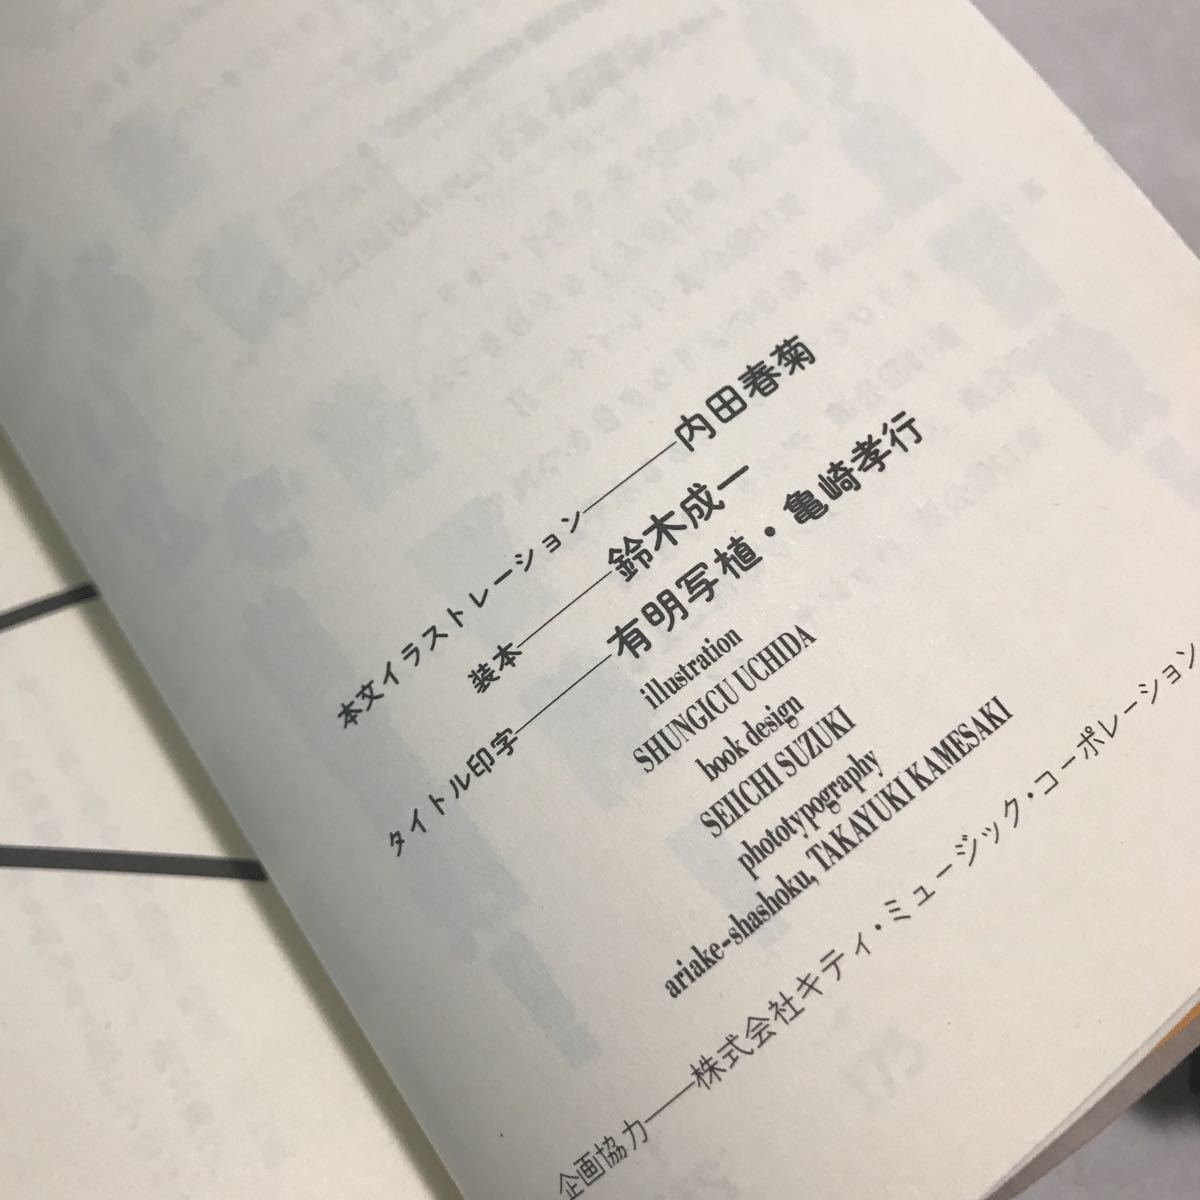 本文イラストレーション――内田春菊
装本――鈴木成一
タイトル印字――有明写植・亀崎孝行
illustration
SHUNGICU UCHIDA
book design
SEIICHI SUZUKI
phototypography
ariake-shashoku, TAKAYUKI KAMESAKI
企画協力――株式会社キティ・ミュージック・コーポレーション